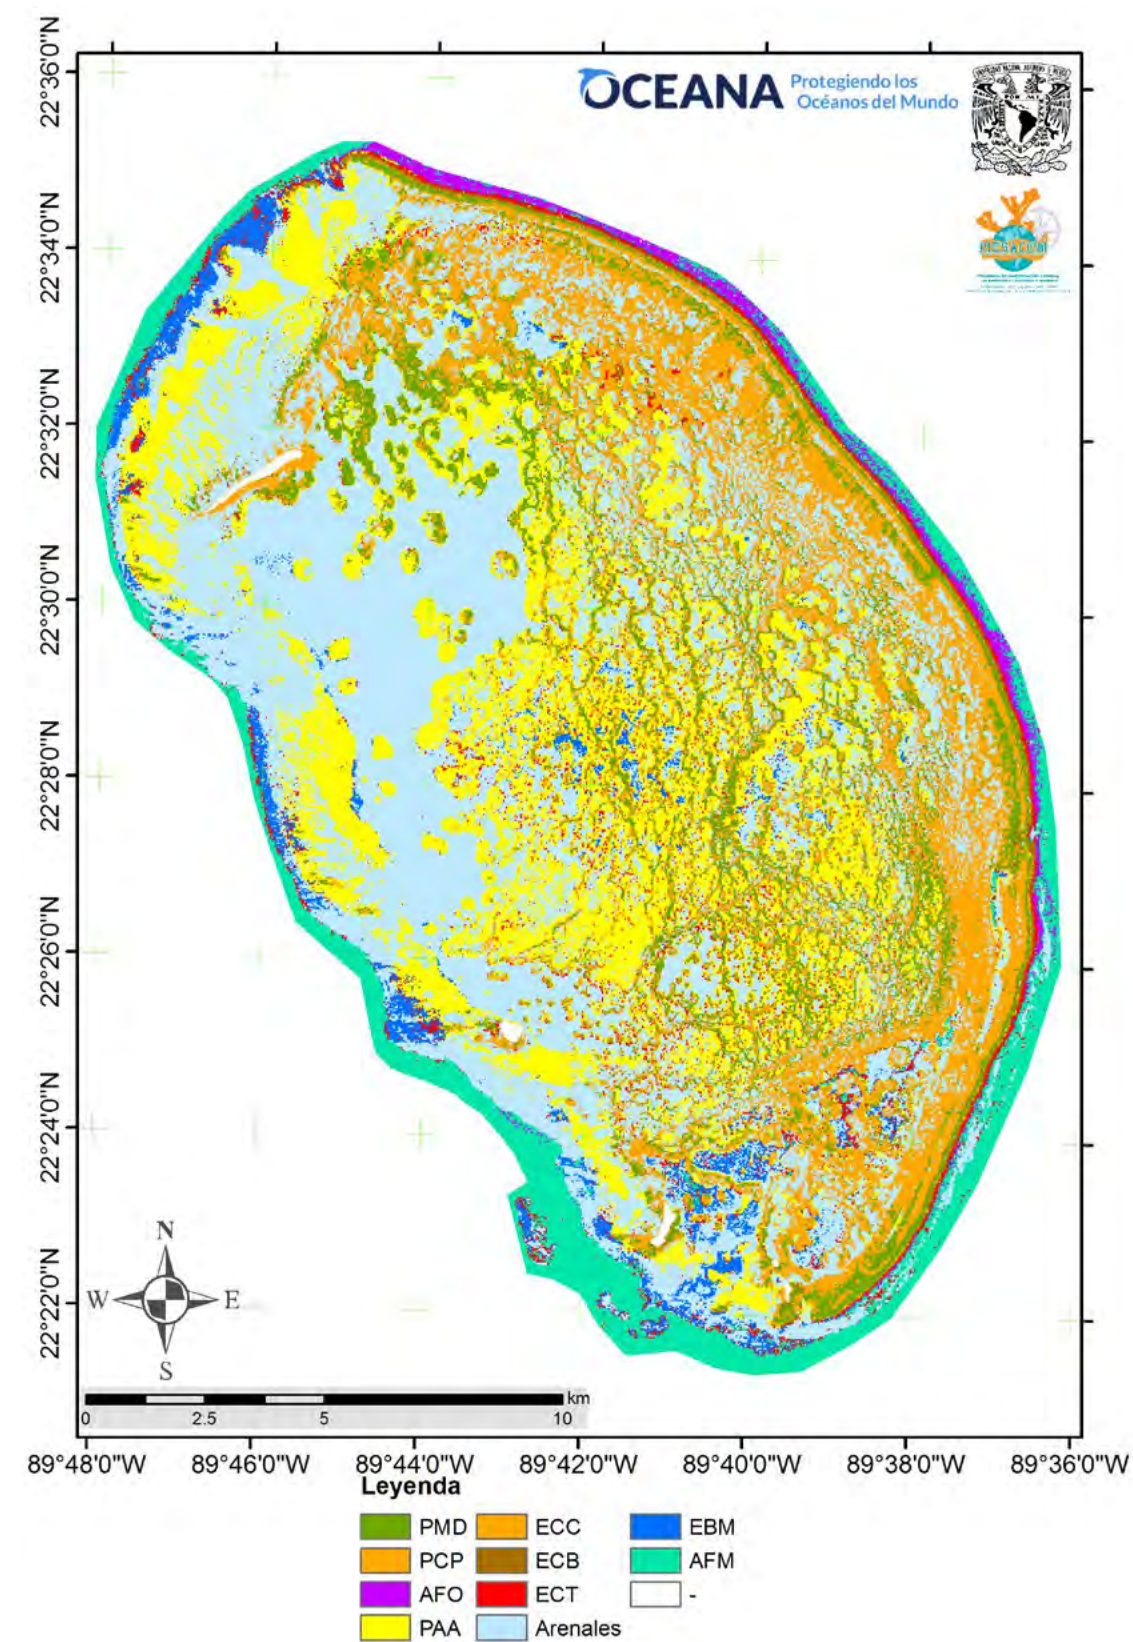 OCEANA Protegiendo los
Océanos del Mundo
22°36'0"N
22°34'0"N
22°32'0"N
22°30'0"N
22°28'0"N
22°26'0"N
22°24'0"N
22°22'0"N
N
W E
S
km
0 2.5 5 10
89°48'0"W 89°46'0"W 89°44'0"W 89°42'0"W 89°40'0"W 89°38'0"W 89°36'0"W
Leyenda
PMD ECC EBM
PCP ECB AFM
AFO ECT -
PAA Arenales